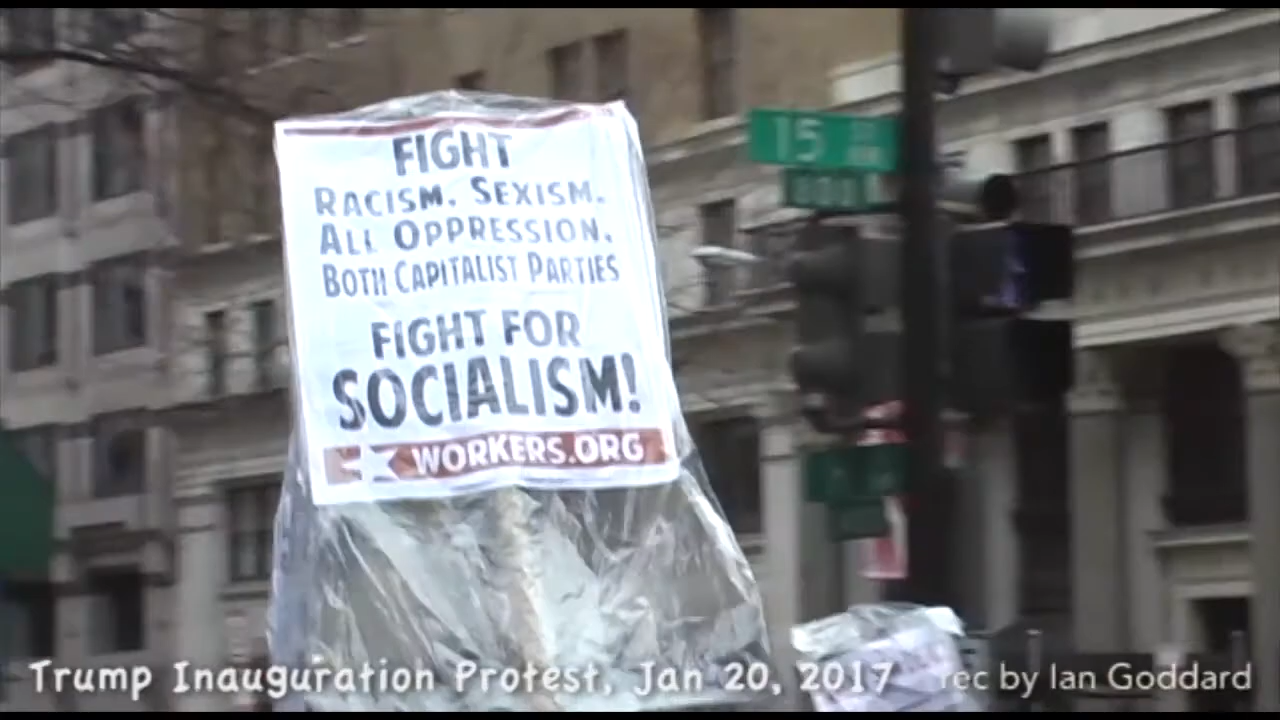 FIGHT
RACISM. SEXISM.
ALL OPPRESSION.
BOTH CAPITALIST PARTIES
FIGHT FOR
SOCIALISM!
WORKERS.ORG
15
Trump Inauguration Protest, Jan 20, 2017
rec by Ian Goddard